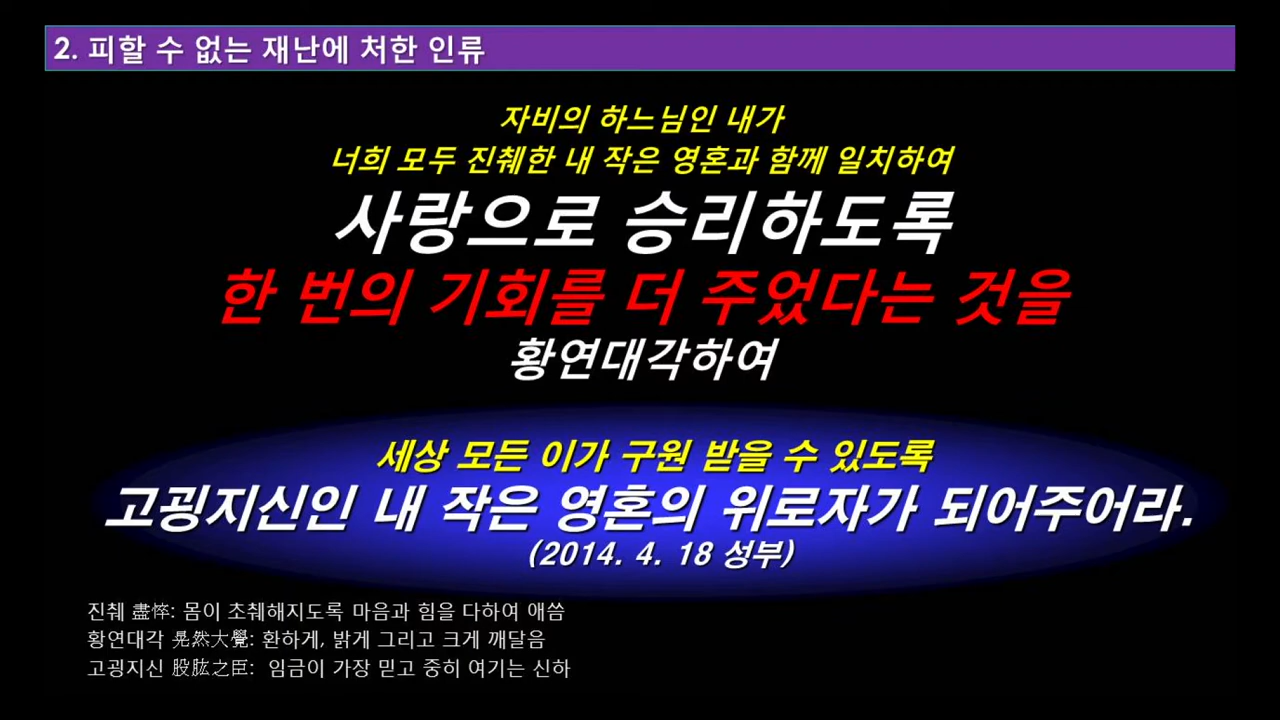 2. 피할 수 없는 재난에 처한 인류
자비의 하느님인 내가
너희 모두 진췌한 내 작은 영혼과 함께 일치하여
사랑으로 승리하도록
한 번의 기회를 더 주었다는 것을
황연대각하여
세상 모든 이가 구원 받을 수 있도록
고굉지신인 내 작은 영혼의 위로자가 되어주어라.
(2014. 4. 18 성부)
진췌 盡悴: 몸이 초췌해지도록 마음과 힘을 다하여 애씀
황연대각 晃然大覺: 환하게, 밝게 그리고 크게 깨달음
고굉지신 股肱之臣: 임금이 가장 믿고 중히 여기는 신하